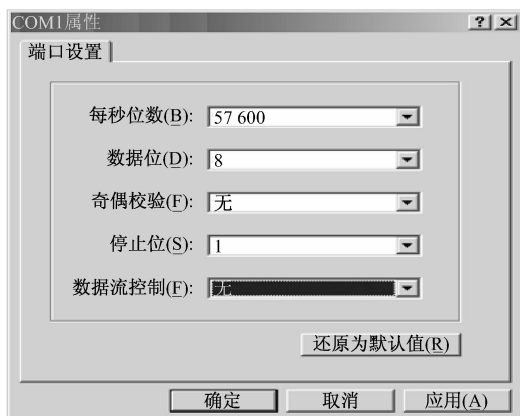 COM1属性
端口设置
每秒位数(B): 57 600
数据位(D): 8
奇偶校验(F): 无
停止位(S): 1
数据流控制(F): 无
还原为默认值(R)
确定 取消 应用(A)